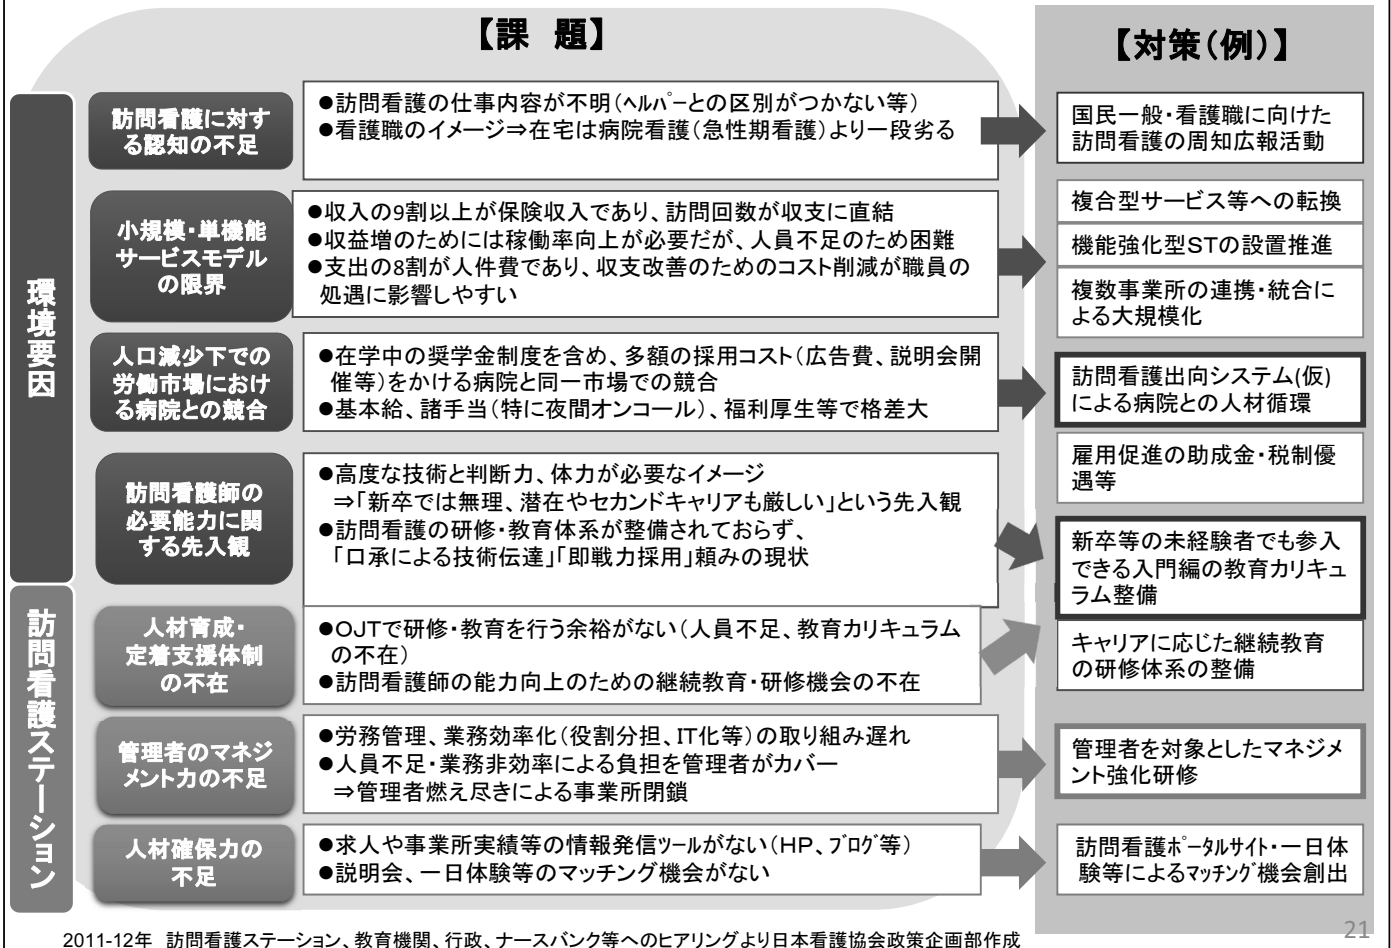 【課　題】
【対策（例）】
環境要因
訪問看護に対す
る認知の不足
●訪問看護の仕事内容が不明（ﾍﾙﾊﾟｰとの区別がつかない等）
●看護職のイメージ⇒在宅は病院看護（急性期看護）より一段劣る
国民一般・看護職に向けた
訪問看護の周知広報活動
小規模・単機能
サービスモデル
の限界
●収入の9割以上が保険収入であり、訪問回数が収支に直結
●収益増のためには稼働率向上が必要だが、人員不足のため困難
●支出の8割が人件費であり、収支改善のためのコスト削減が職員の
処遇に影響しやすい
複合型サービス等への転換
機能強化型STの設置推進
複数事業所の連携・統合に
よる大規模化
人口減少下での
労働市場におけ
る病院との競合
●在学中の奨学金制度を含め、多額の採用コスト（広告費、説明会開
催等）をかける病院と同一市場での競合
●基本給、諸手当（特に夜間オンコール）、福利厚生等で格差大
訪問看護出向システム(仮)
による病院との人材循環
雇用促進の助成金・税制優
遇等
訪問看護師の
必要能力に関
する先入観
●高度な技術と判断力、体力が必要なイメージ
⇒「新卒では無理、潜在やセカンドキャリアも厳しい」という先入観
●訪問看護の研修・教育体系が整備されておらず、
「口承による技術伝達」「即戦力採用」頼みの現状
新卒等の未経験者でも参入
できる入門編の教育カリキュ
ラム整備
訪問看護ステーション
人材育成・
定着支援体制
の不在
●OJTで研修・教育を行う余裕がない（人員不足、教育カリキュラム
の不在）
●訪問看護師の能力向上のための継続教育・研修機会の不在
キャリアに応じた継続教育
の研修体系の整備
管理者のマネジ
メント力の不足
●労務管理、業務効率化（役割分担、IT化等）の取り組み遅れ
●人員不足・業務非効率による負担を管理者がカバー
⇒管理者燃え尽きによる事業所閉鎖
管理者を対象としたマネジメ
ント強化研修
人材確保力の
不足
●求人や事業所実績等の情報発信ﾂｰﾙがない（HP、ﾌﾞﾛｸﾞ等）
●説明会、一日体験等のマッチング機会がない
訪問看護ﾎﾟｰﾀﾙｻｲﾄ・一日体
験等によるﾏｯﾁﾝｸﾞ機会創出
2011-12年　訪問看護ステーション、教育機関、行政、ナースバンク等へのヒアリングより日本看護協会政策企画部作成
21